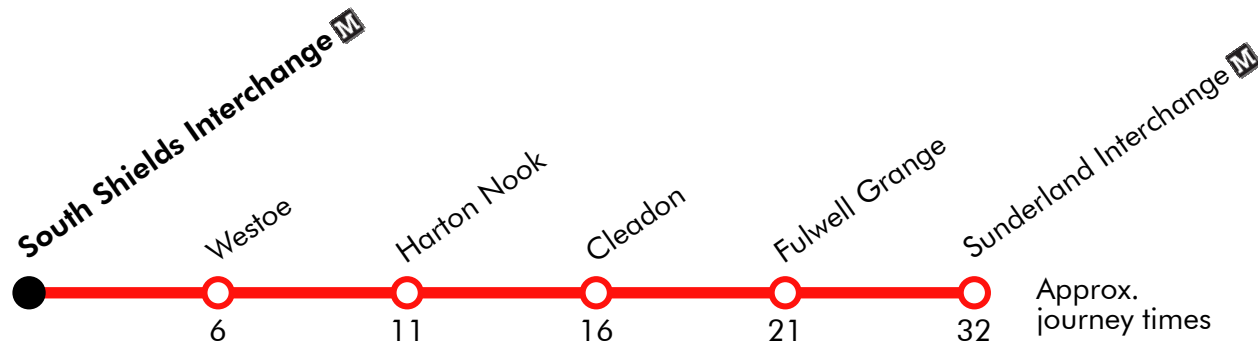 South Shields Interchange M
Westoe
Harton Nook
Cleadon
Fulwell Grange
Sunderland Interchange M
6
11
16
21
32
Approx.
journey times